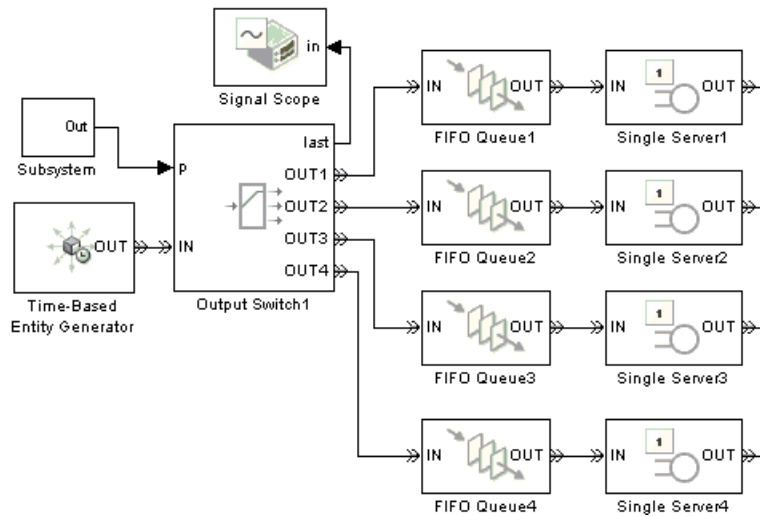 in
Signal Scope
Out
Subsystem
OUT
Time-Based
Entity Generator
p
IN
last
OUT1
OUT2
OUT3
OUT4
Output Switch1
IN OUT
FIFO Queue1
1
IN OUT
Single Server1
IN OUT
FIFO Queue2
1
IN OUT
Single Server2
IN OUT
FIFO Queue3
1
IN OUT
Single Server3
IN OUT
FIFO Queue4
1
IN OUT
Single Server4